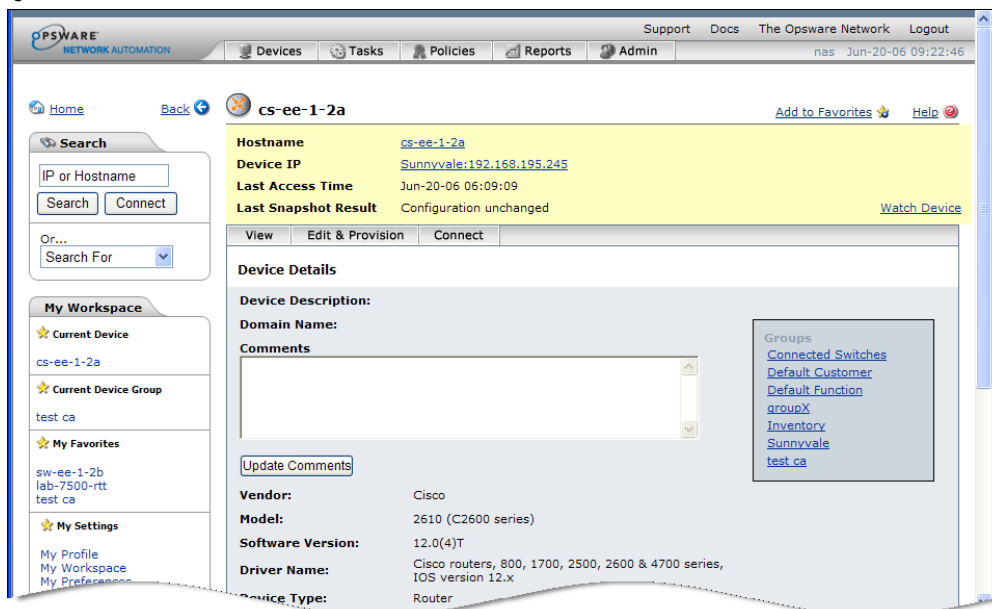 OPSWARE
NETWORK AUTOMATION
Support Docs The Opsware Network Logout
Devices Tasks Policies Reports Admin
nas Jun-20-06 09:22:46
Home Back
cs-ee-1-2a
Add to Favorites Help
Search
IP or Hostname
Search Connect
Or...
Search For
Hostname cs-ee-1-2a
Device IP Sunnyvale:192.168.195.245
Last Access Time Jun-20-06 06:09:09
Last Snapshot Result Configuration unchanged
Watch Device
View Edit & Provision Connect
Device Details
My Workspace
Current Device
cs-ee-1-2a
Current Device Group
test ca
My Favorites
sw-ee-1-2b
lab-7500-rtt
test ca
My Settings
My Profile
My Workspace
My Preferences
Device Description:
Domain Name:
Comments
Update Comments
Groups
Connected Switches
Default Customer
Default Function
groupX
Inventory
Sunnyvale
test ca
Vendor: Cisco
Model: 2610 (C2600 series)
Software Version: 12.0(4)T
Driver Name: Cisco routers, 800, 1700, 2500, 2600 & 4700 series,
IOS version 12.x
Device Type: Router